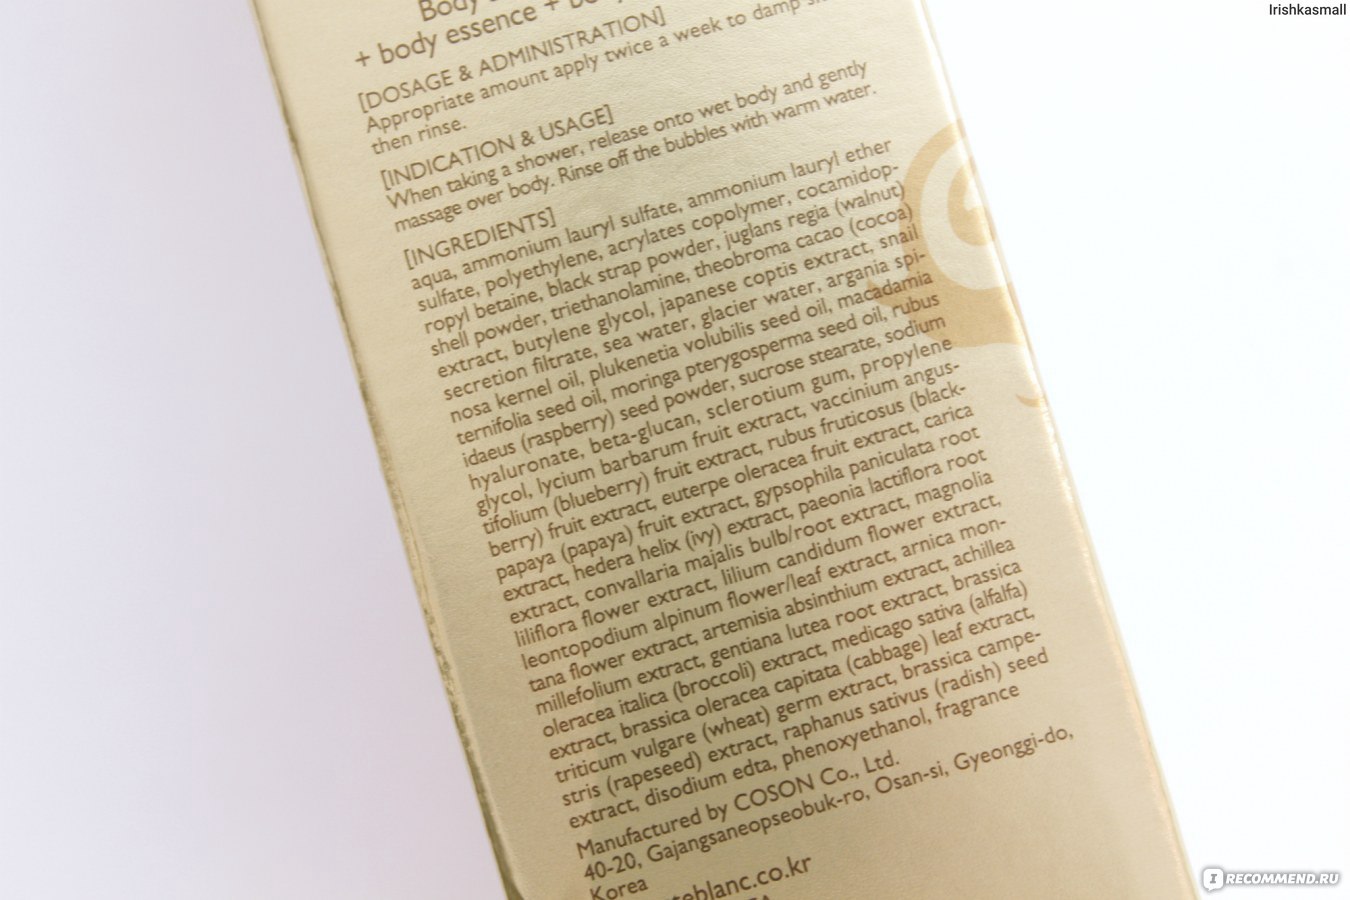 Irishkasmall
Body
+ body essence +
[DOSAGE & ADMINISTRATION]
Appropriate amount apply twice a week to damp
then rinse.
[INDICATION & USAGE]
When taking a shower, release onto wet body and gently
massage over body. Rinse off the bubbles with warm water.
[INGREDIENTS]
aqua, ammonium lauryl sulfate, ammonium lauryl ether
sulfate, polyethylene, acrylates copolymer, cocamidop-
ropyl betaine, black strap powder, juglans regia (walnut)
shell powder, triethanolamine, theobroma cacao (cocoa)
extract, butylene glycol, japanese coptis extract, snail
secretion filtrate, sea water, glacier water, argania spi-
nosa kernel oil, plukenetia volubilis seed oil, macadamia
ternifolia seed oil, moringa pterygosperma seed oil, rubus
idaeus (raspberry) seed powder, sucrose stearate, sodium
hyaluronate, beta-glucan, sclerotium gum, propylene
glycol, lycium barbarum fruit extract, vaccinium angus-
tifolium (blueberry) fruit extract, rubus fruticosus (black-
berry) fruit extract, euterpe oleracea fruit extract, carica
papaya (papaya) fruit extract, gypsophila paniculata root
extract, hedera helix (ivy) extract, paeonia lactiflora root
extract, convallaria majalis bulb/root extract, magnolia
liliflora flower extract, lilium candidum flower extract,
leontopodium alpinum flower/leaf extract, arnica mon-
tana flower extract, artemisia absinthium extract, achillea
millefolium extract, gentiana lutea root extract, brassica
oleracea italica (broccoli) extract, medicago sativa (alfalfa)
extract, brassica oleracea capitata (cabbage) leaf extract,
triticum vulgare (wheat) germ extract, brassica campe-
stris (rapeseed) extract, raphanus sativus (radish) seed
extract, disodium edta, phenoxyethanol, fragrance
Manufactured by COSON Co., Ltd.
40-20, Gajangsaneopseobuk-ro, Osan-si, Gyeonggi-do,
Korea
teblanc.co.kr
IRECOMMEND.RU